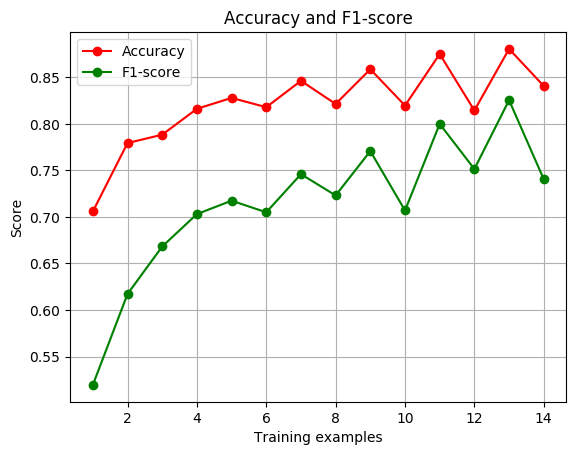 Accuracy and F1-score
Accuracy
F1-score
Score
0.85
0.80
0.75
0.70
0.65
0.60
0.55
2 4 6 8 10 12 14
Training examples